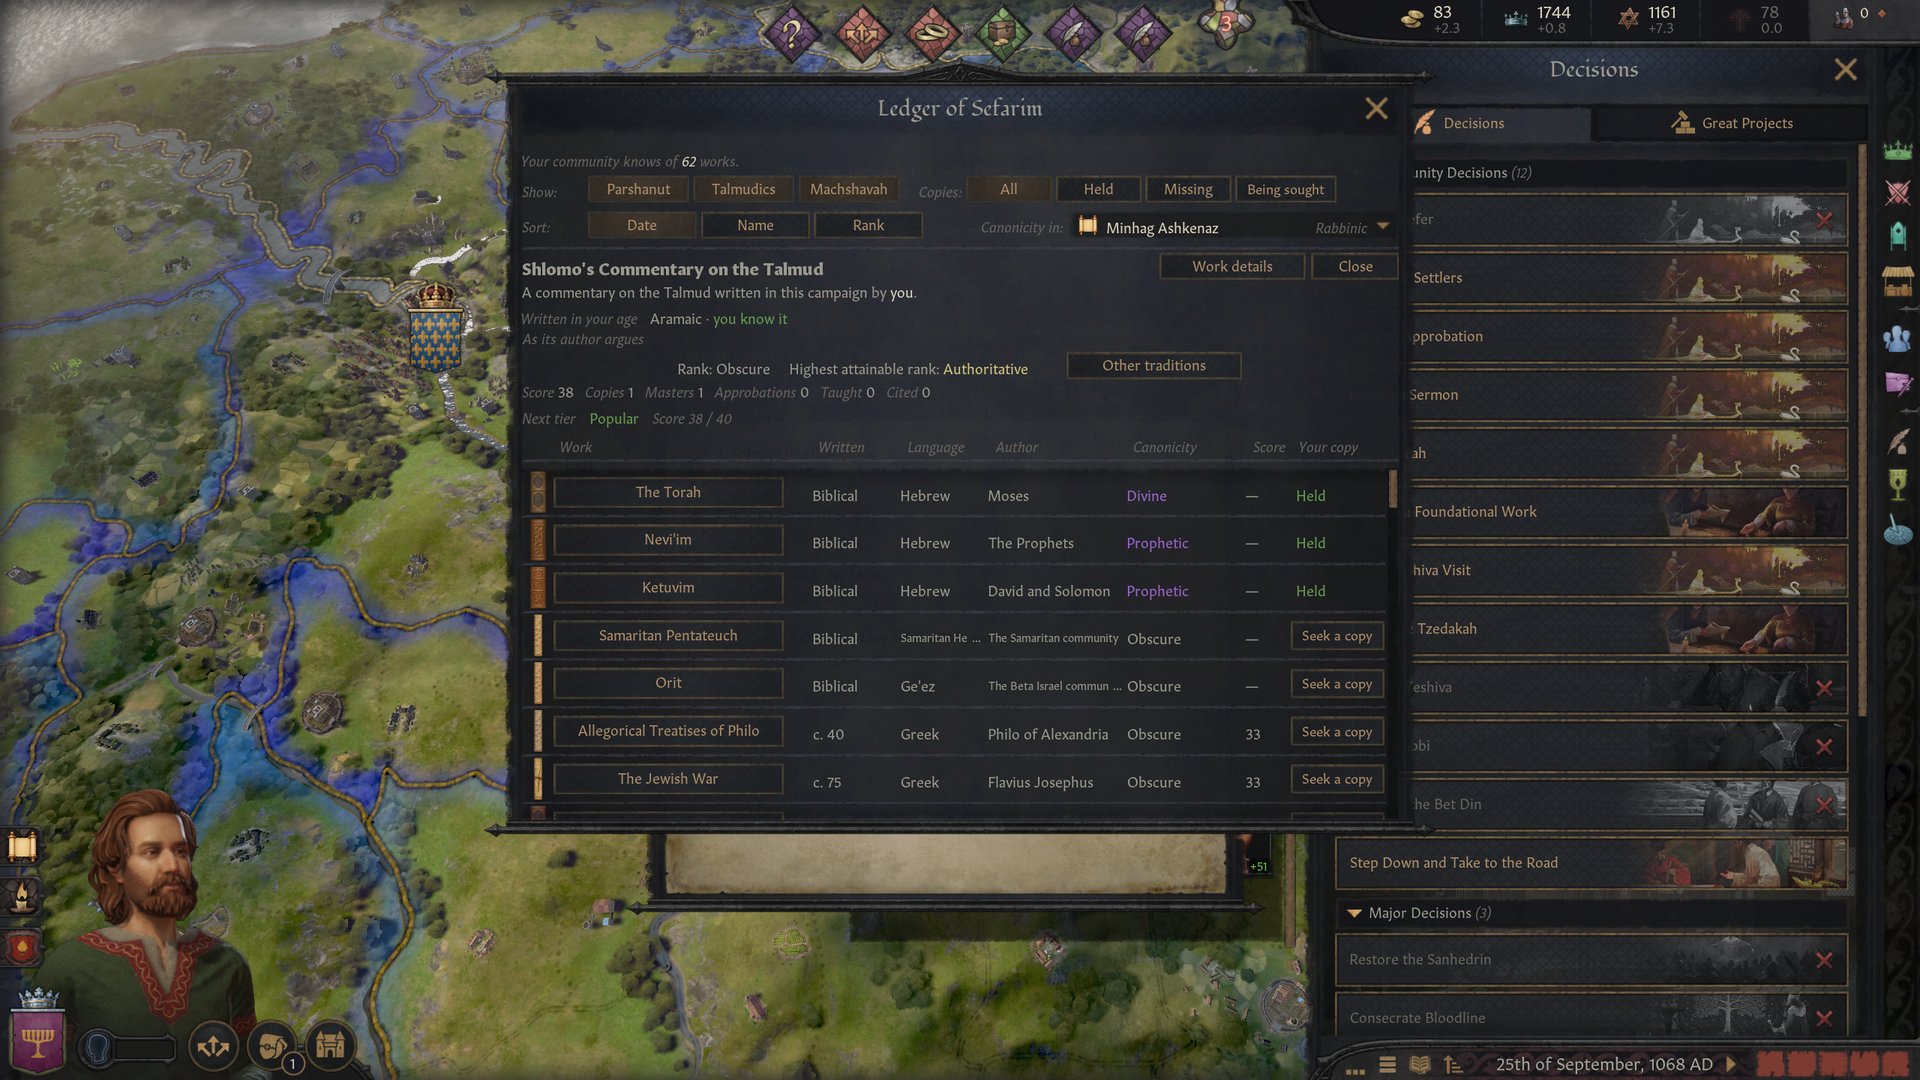 83
+2.3
1744
+0.8
1161
+7.3
78
0.0
0
3
Decisions
Decisions
Great Projects
Ledger of Sefarim
Your community knows of 62 works.
Show: Parshanut Talmudics Machshavah Copies: All Held Missing Being sought
Sort: Date Name Rank Canonicity in: Minhag Ashkenaz Rabbinic
Shlomo's Commentary on the Talmud Work details Close
A commentary on the Talmud written in this campaign by you.
Written in your age Aramaic · you know it
As its author argues
Rank: Obscure Highest attainable rank: Authoritative Other traditions
Score 38 Copies 1 Masters 1 Approbations 0 Taught 0 Cited 0
Next tier Popular Score 38 / 40
Work Written Language Author Canonicity Score Your copy
The Torah Biblical Hebrew Moses Divine — Held
Nevi'im Biblical Hebrew The Prophets Prophetic — Held
Ketuvim Biblical Hebrew David and Solomon Prophetic — Held
Samaritan Pentateuch Biblical Samaritan He ... The Samaritan community Obscure — Seek a copy
Orit Biblical Ge'ez The Beta Israel commun ... Obscure — Seek a copy
Allegorical Treatises of Philo c. 40 Greek Philo of Alexandria Obscure 33 Seek a copy
The Jewish War c. 75 Greek Flavius Josephus Obscure 33 Seek a copy
+51
unity Decisions (12)
efer
Settlers
pprobation
Sermon
ah
Foundational Work
hiva Visit
Tzedakah
eshiva
obi
he Bet Din
Step Down and Take to the Road
Major Decisions (3)
Restore the Sanhedrin
Consecrate Bloodline
1
25th of September, 1068 AD